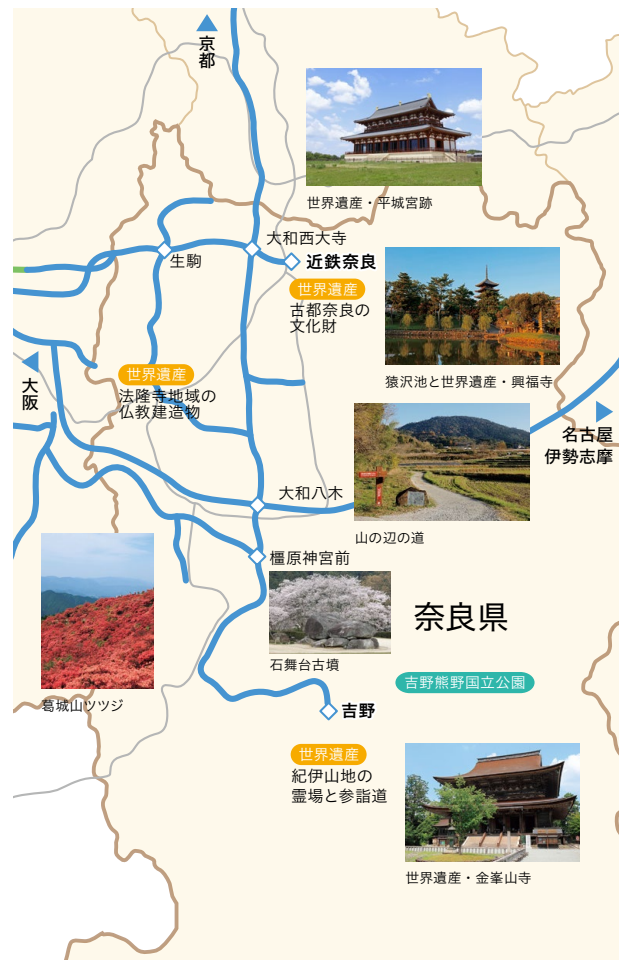 京都
世界遺産・平城宮跡
大和西大寺
生駒
近鉄奈良
世界遺産
古都奈良の
文化財
猿沢池と世界遺産・興福寺
大阪
世界遺産
法隆寺地域の
仏教建造物
名古屋
伊勢志摩
大和八木
山の辺の道
橿原神宮前
奈良県
石舞台古墳
吉野熊野国立公園
葛城山ツツジ
吉野
世界遺産
紀伊山地の
霊場と参詣道
世界遺産・金峯山寺